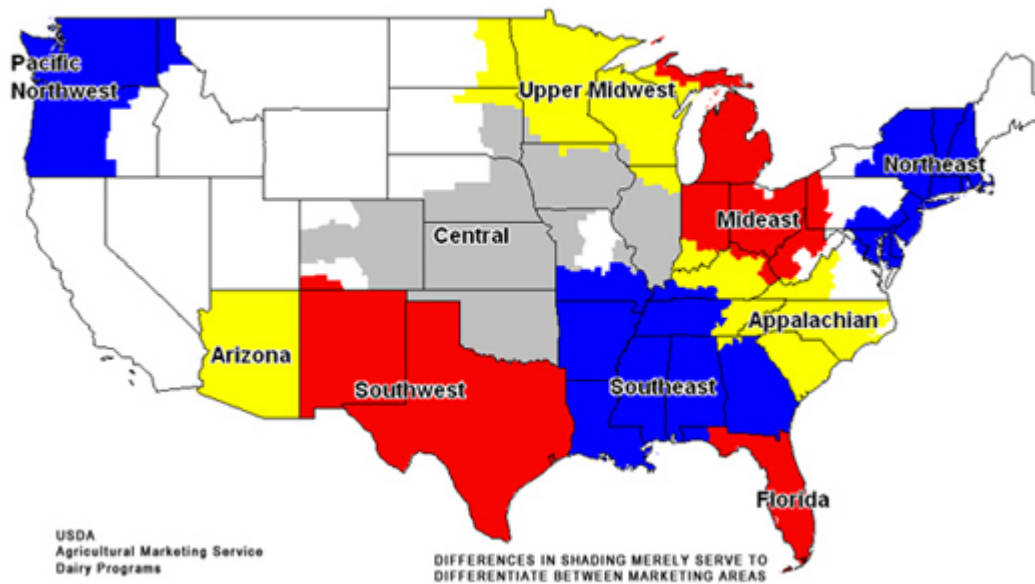 Pacific
Northwest
Upper Midwest
Northeast
Mideast
Central
Appalachian
Arizona
Southwest
Southeast
Florida
USDA
Agricultural Marketing Service
Dairy Programs
DIFFERENCES IN SHADING MERELY SERVE TO
DIFFERENTIATE BETWEEN MARKETING AREAS